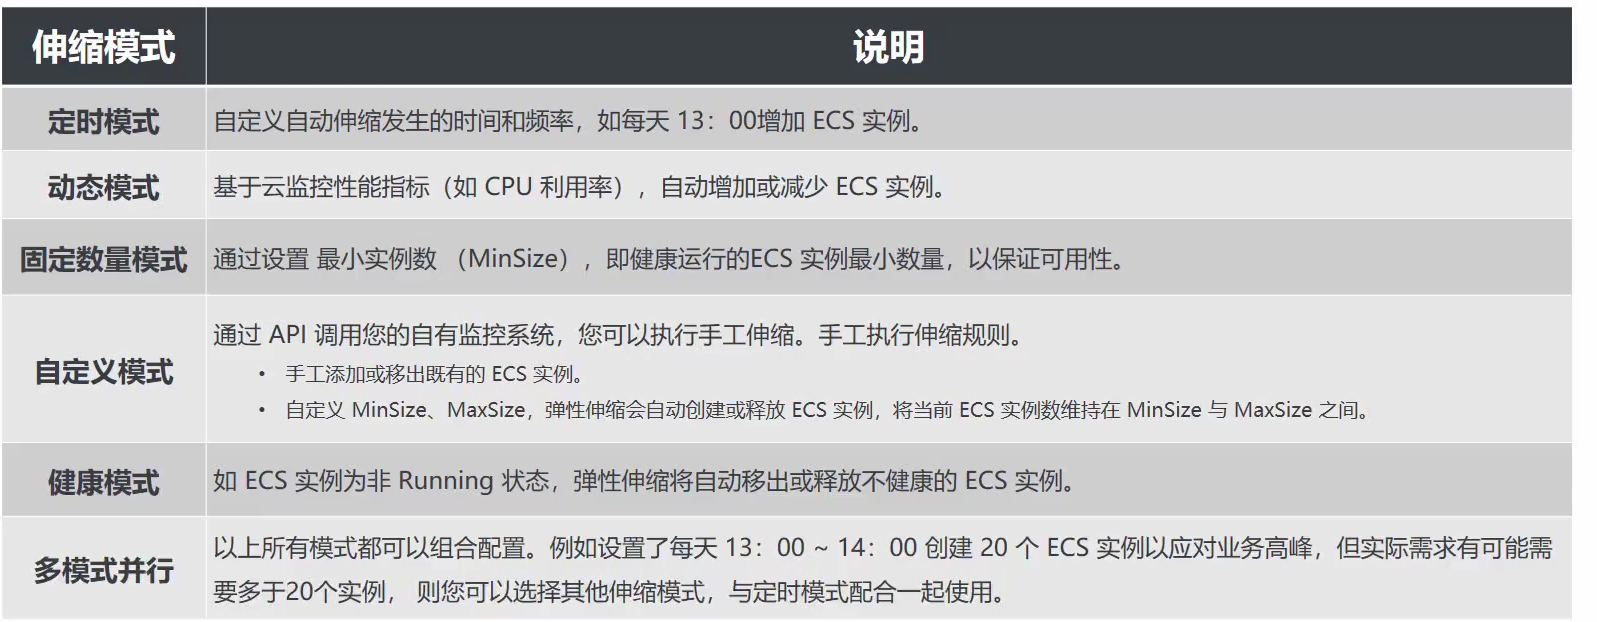 伸缩模式
说明
定时模式
自定义自动伸缩发生的时间和频率，如每天 13：00增加 ECS 实例。
动态模式
基于云监控性能指标（如 CPU 利用率），自动增加或减少 ECS 实例。
固定数量模式
通过设置 最小实例数 （MinSize），即健康运行的ECS 实例最小数量，以保证可用性。
自定义模式
通过 API 调用您的自有监控系统，您可以执行手工伸缩。手工执行伸缩规则。
• 手工添加或移出既有的 ECS 实例。
• 自定义 MinSize、MaxSize，弹性伸缩会自动创建或释放 ECS 实例，将当前 ECS 实例数维持在 MinSize 与 MaxSize 之间。
健康模式
如 ECS 实例为非 Running 状态，弹性伸缩将自动移出或释放不健康的 ECS 实例。
多模式并行
以上所有模式都可以组合配置。例如设置了每天 13：00 ~ 14：00 创建 20 个 ECS 实例以应对业务高峰，但实际需求有可能需
要多于20个实例， 则您可以选择其他伸缩模式，与定时模式配合一起使用。